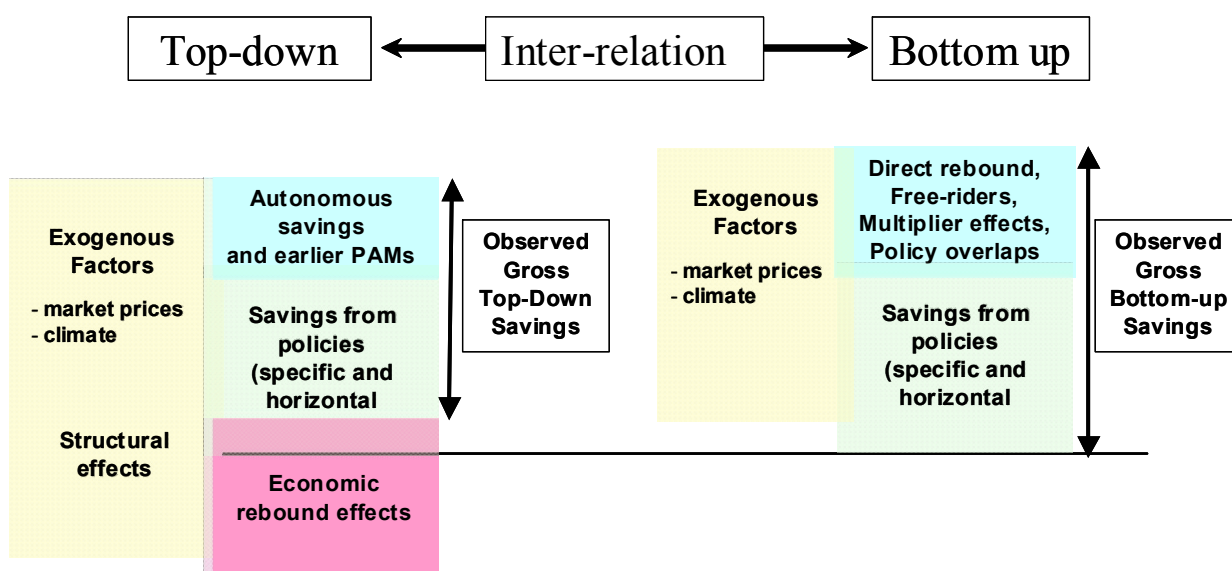 Top-down
Inter-relation
Bottom up
Exogenous
Factors
- market prices
- climate
Structural
effects
Autonomous
savings
and earlier PAMs
Savings from
policies
(specific and
horizontal
Economic
rebound effects
Observed
Gross
Top-Down
Savings
Exogenous
Factors
- market prices
- climate
Direct rebound,
Free-riders,
Multiplier effects,
Policy overlaps
Savings from
policies
(specific and
horizontal
Observed
Gross
Bottom-up
Savings